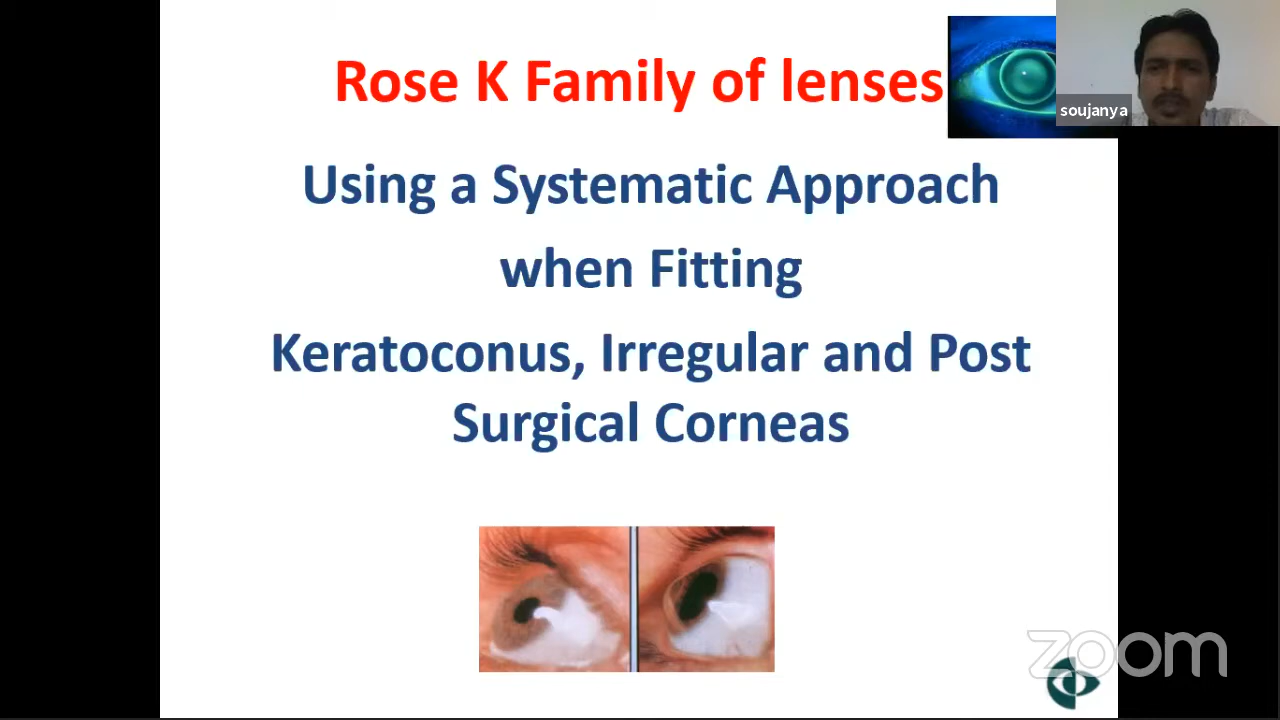 Rose K Family of lenses
soujanya
Using a Systematic Approach
when Fitting
Keratoconus, Irregular and Post
Surgical Corneas
zoom